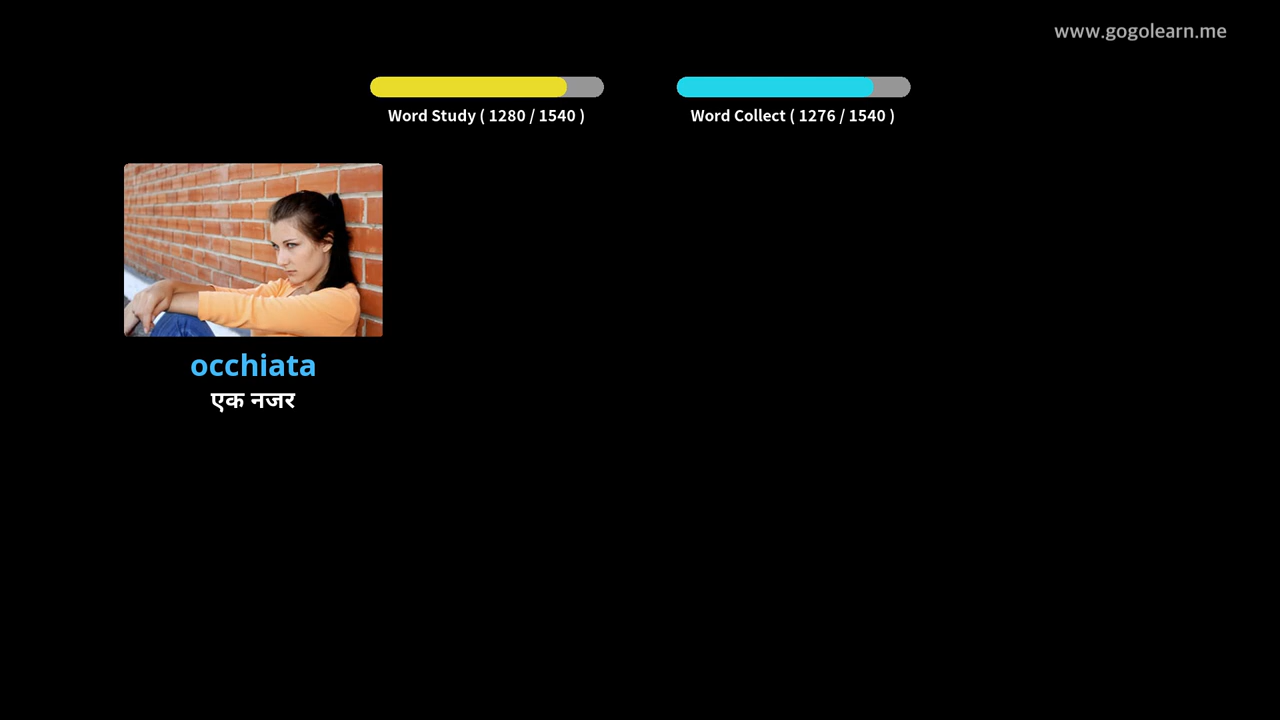 www.gogolearn.me
Word Study ( 1280 / 1540 )
Word Collect ( 1276 / 1540 )
occhiata
एक नजर